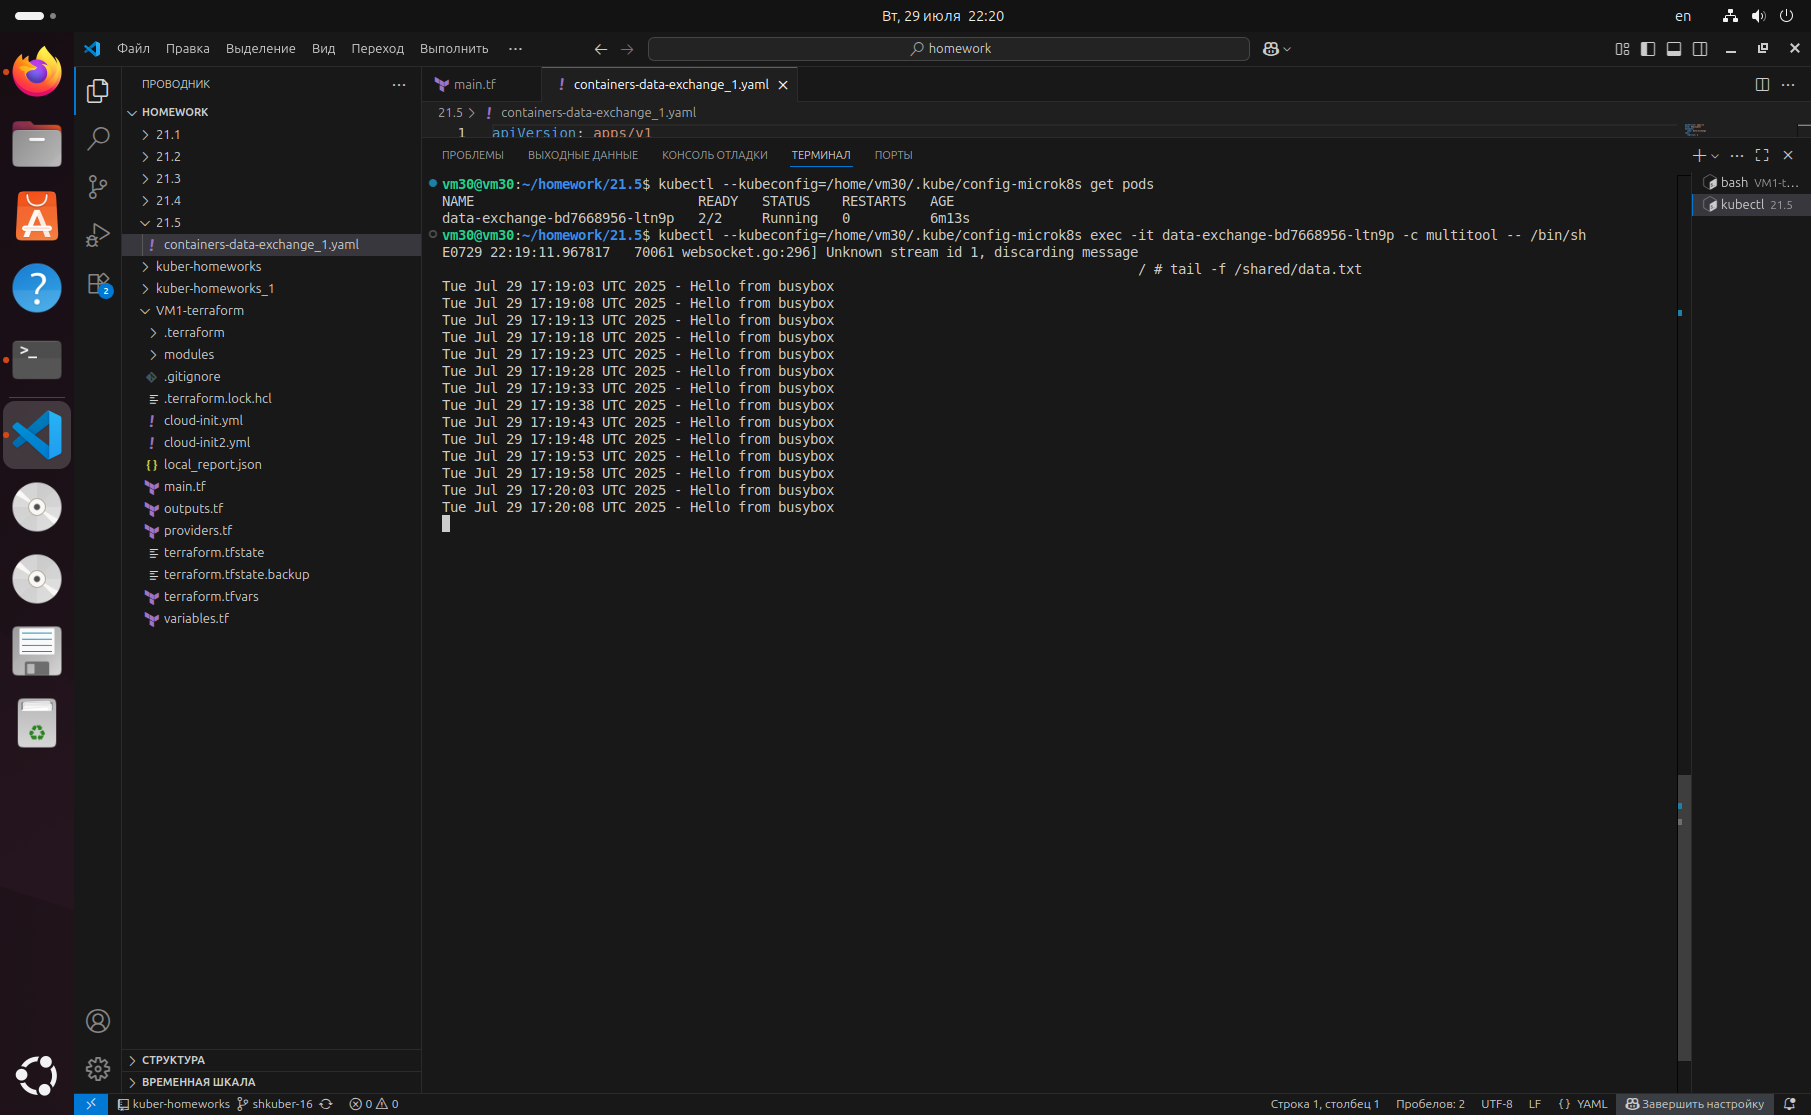 Вт, 29 июля 22:20
en
Файл Правка Выделение Вид Переход Выполнить ···
homework
ПРОВОДНИК
HOMEWORK
21.1
21.2
21.3
21.4
21.5
containers-data-exchange_1.yaml
kuber-homeworks
kuber-homeworks_1
VM1-terraform
.terraform
modules
.gitignore
.terraform.lock.hcl
cloud-init.yml
cloud-init2.yml
local_report.json
main.tf
outputs.tf
providers.tf
terraform.tfstate
terraform.tfstate.backup
terraform.tfvars
variables.tf
СТРУКТУРА
ВРЕМЕННАЯ ШКАЛА
2
main.tf
containers-data-exchange_1.yaml
21.5 > containers-data-exchange_1.yaml
1 apiVersion: apps/v1
ПРОБЛЕМЫ ВЫХОДНЫЕ ДАННЫЕ КОНСОЛЬ ОТЛАДКИ ТЕРМИНАЛ ПОРТЫ
vm30@vm30:~/homework/21.5$ kubectl --kubeconfig=/home/vm30/.kube/config-microk8s get pods
NAME READY STATUS RESTARTS AGE
data-exchange-bd7668956-ltn9p 2/2 Running 0 6m13s
vm30@vm30:~/homework/21.5$ kubectl --kubeconfig=/home/vm30/.kube/config-microk8s exec -it data-exchange-bd7668956-ltn9p -c multitool -- /bin/sh
E0729 22:19:11.967817 70061 websocket.go:296] Unknown stream id 1, discarding message
/ # tail -f /shared/data.txt
Tue Jul 29 17:19:03 UTC 2025 - Hello from busybox
Tue Jul 29 17:19:08 UTC 2025 - Hello from busybox
Tue Jul 29 17:19:13 UTC 2025 - Hello from busybox
Tue Jul 29 17:19:18 UTC 2025 - Hello from busybox
Tue Jul 29 17:19:23 UTC 2025 - Hello from busybox
Tue Jul 29 17:19:28 UTC 2025 - Hello from busybox
Tue Jul 29 17:19:33 UTC 2025 - Hello from busybox
Tue Jul 29 17:19:38 UTC 2025 - Hello from busybox
Tue Jul 29 17:19:43 UTC 2025 - Hello from busybox
Tue Jul 29 17:19:48 UTC 2025 - Hello from busybox
Tue Jul 29 17:19:53 UTC 2025 - Hello from busybox
Tue Jul 29 17:19:58 UTC 2025 - Hello from busybox
Tue Jul 29 17:20:03 UTC 2025 - Hello from busybox
Tue Jul 29 17:20:08 UTC 2025 - Hello from busybox
bash VM1-t...
kubectl 21.5
kuber-homeworks shkuber-16 0 0
Строка 1, столбец 1 Пробелов: 2 UTF-8 LF {} YAML Завершить настройку